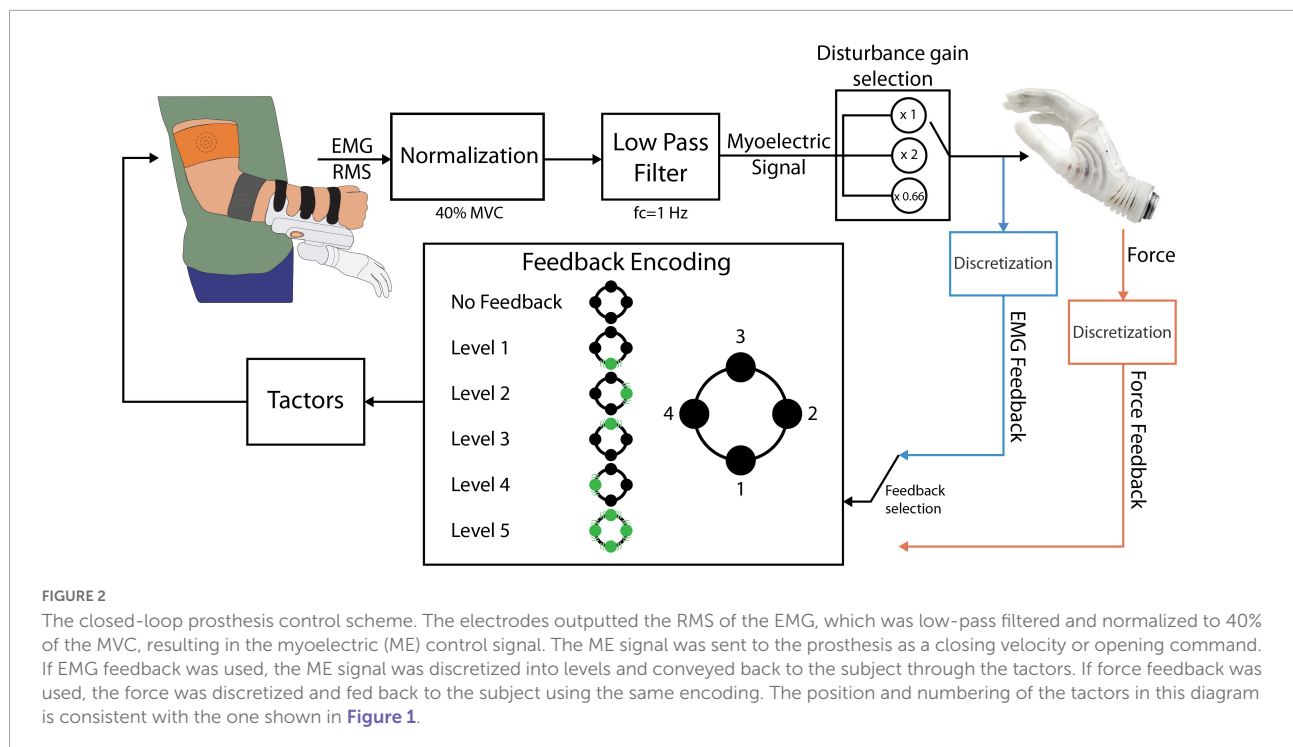 Disturbance gain
selection
EMG
RMS
Normalization
40% MVC
Low Pass
Filter
fc=1 Hz
Myoelectric
Signal
x 1
x 2
x 0.66
Discretization
Force
Discretization
EMG Feedback
Force Feedback
Feedback
selection
Feedback Encoding
No Feedback
Level 1
Level 2
Level 3
Level 4
Level 5
3
4
2
1
Tactors
FIGURE 2
The closed-loop prosthesis control scheme. The electrodes outputted the RMS of the EMG, which was low-pass filtered and normalized to 40%
of the MVC, resulting in the myoelectric (ME) control signal. The ME signal was sent to the prosthesis as a closing velocity or opening command.
If EMG feedback was used, the ME signal was discretized into levels and conveyed back to the subject through the tactors. If force feedback was
used, the force was discretized and fed back to the subject using the same encoding. The position and numbering of the tactors in this diagram
is consistent with the one shown in Figure 1.